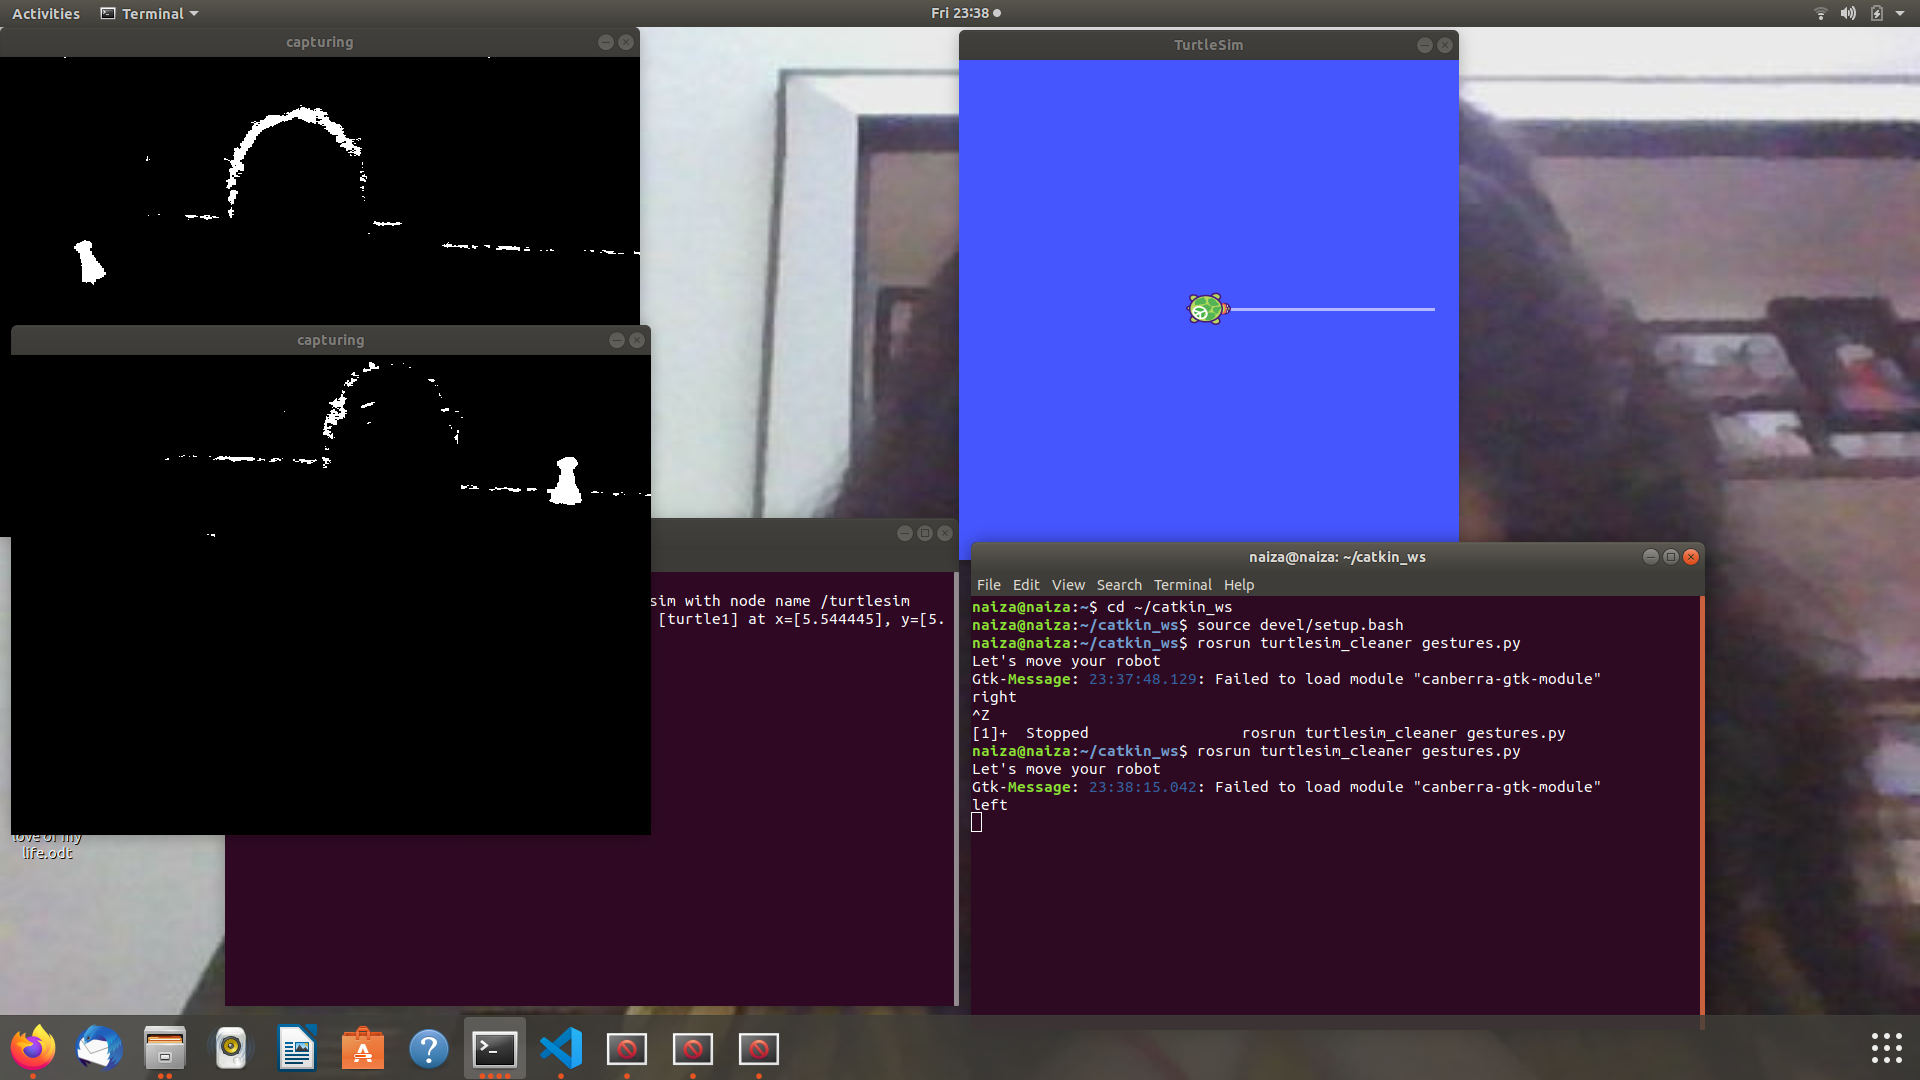 Activities
Terminal
Fri 23:38
capturing
TurtleSim
capturing
sim with node name /turtlesim
[turtle1] at x=[5.544445], y=[5.
naiza@naiza: ~/catkin_ws
File Edit View Search Terminal Help
naiza@naiza:~$ cd ~/catkin_ws
naiza@naiza:~/catkin_ws$ source devel/setup.bash
naiza@naiza:~/catkin_ws$ rosrun turtlesim_cleaner gestures.py
Let's move your robot
Gtk-Message: 23:37:48.129: Failed to load module "canberra-gtk-module"
right
^Z
[1]+  Stopped                 rosrun turtlesim_cleaner gestures.py
naiza@naiza:~/catkin_ws$ rosrun turtlesim_cleaner gestures.py
Let's move your robot
Gtk-Message: 23:38:15.042: Failed to load module "canberra-gtk-module"
left
love of my
life.odt